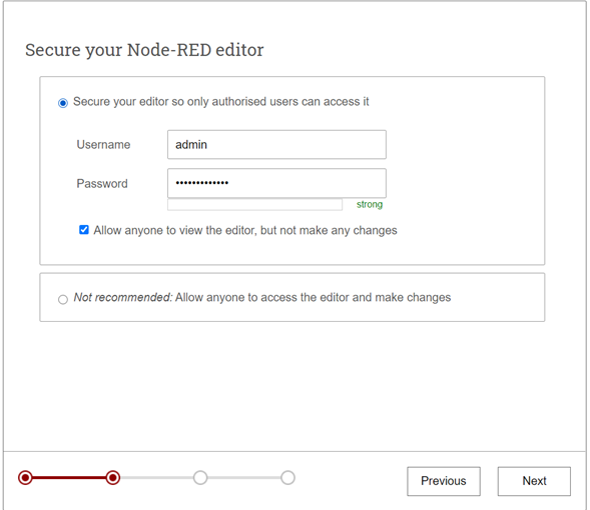 Secure your Node-RED editor
Secure your editor so only authorised users can access it
Username
admin
Password
•••••••••••••
strong
Allow anyone to view the editor, but not make any changes
Not recommended: Allow anyone to access the editor and make changes
Previous
Next